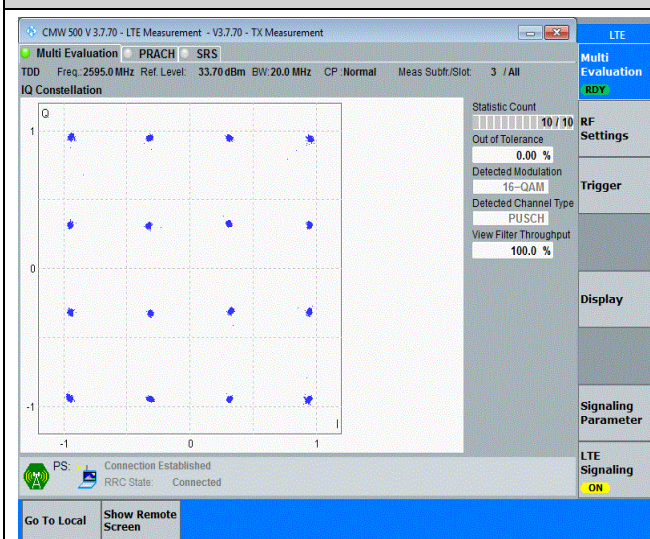 CMW 500 V 3.7.70 - LTE Measurement - V3.7.70 - TX Measurement
LTE
Multi Evaluation PRACH SRS
Multi
Evaluation
RDY
TDD Freq.:2595.0 MHz Ref. Level: 33.70 dBm BW:20.0 MHz CP :Normal Meas Subfr./Slot: 3 / All
IQ Constellation
Q
1
0
-1
-1 0 1
I
Statistic Count
10 / 10
Out of Tolerance
0.00 %
Detected Modulation
16-QAM
Detected Channel Type
PUSCH
View Filter Throughput
100.0 %
RF
Settings
Trigger
Display
Signaling
Parameter
LTE
Signaling
ON
PS: Connection Established
RRC State: Connected
Go To Local
Show Remote
Screen